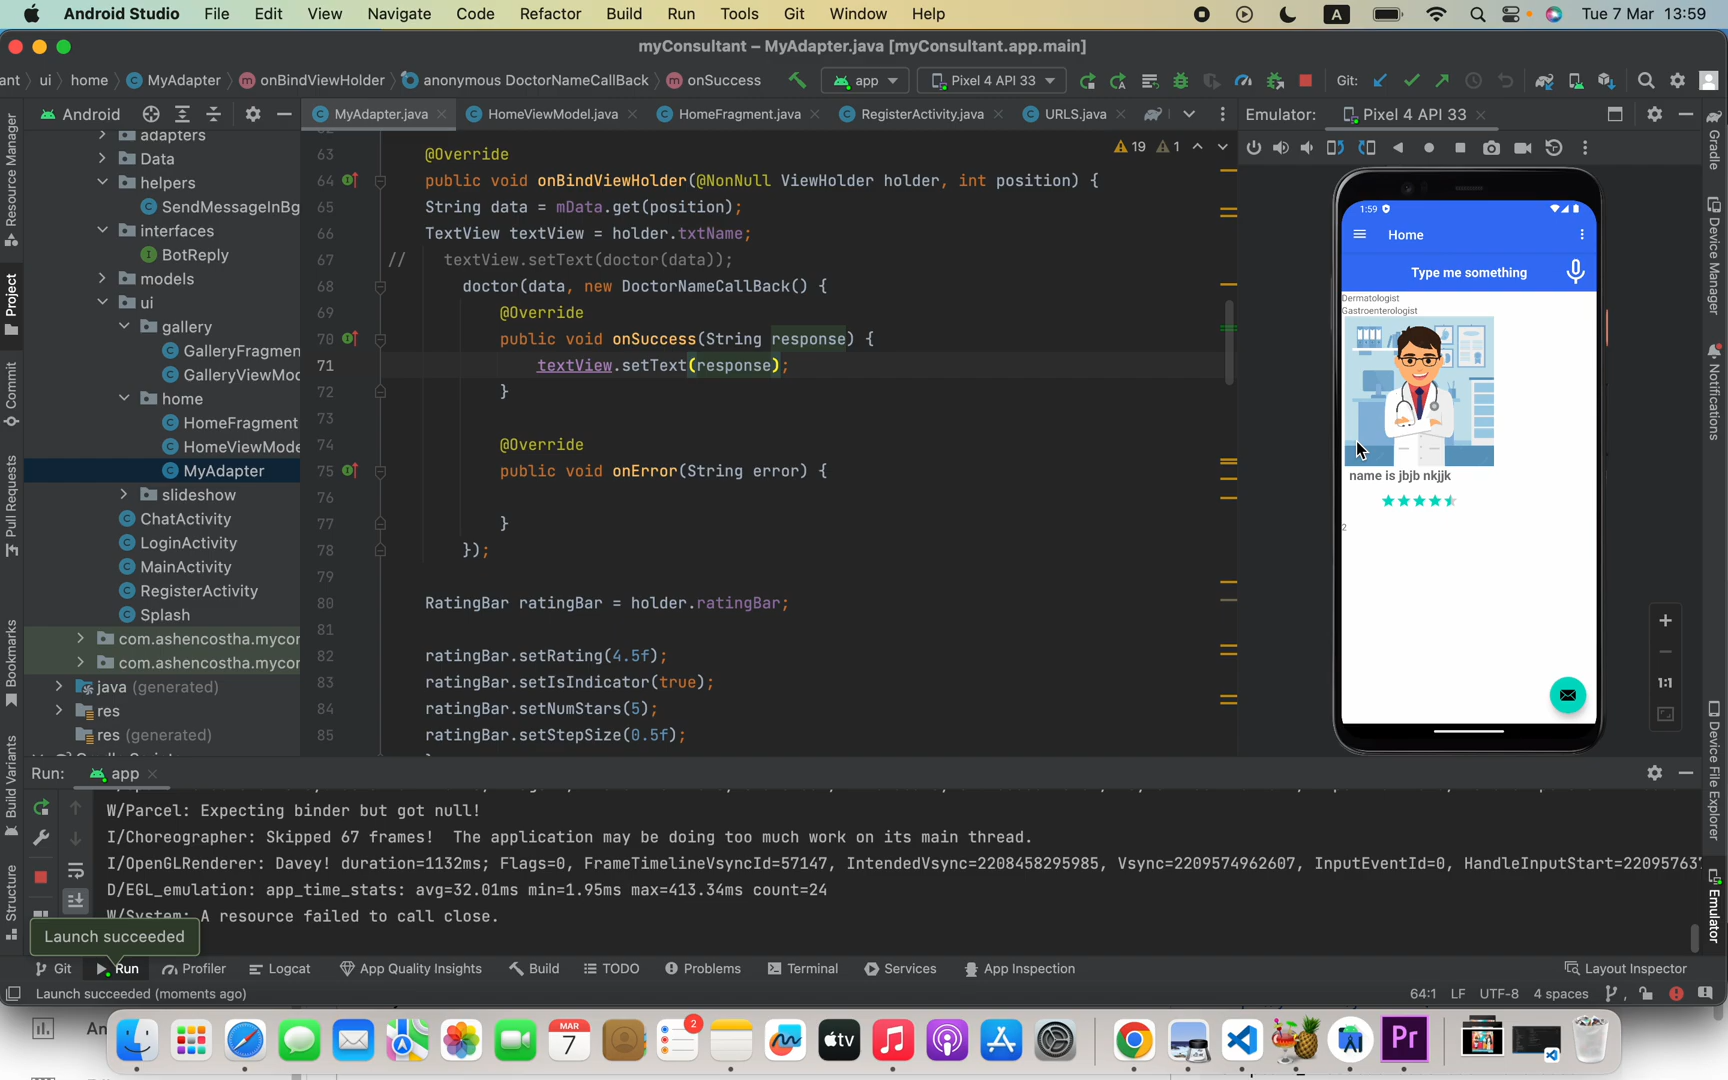 Android Studio File Edit View Navigate Code Refactor Build Run Tools Git Window Help A Tue 7 Mar 13:59
myConsultant – MyAdapter.java [myConsultant.app.main]
ant ui home MyAdapter onBindViewHolder anonymous DoctorNameCallBack onSuccess app Pixel 4 API 33 Git:
Android MyAdapter.java HomeViewModel.java HomeFragment.java RegisterActivity.java URLS.java Emulator: Pixel 4 API 33
Resource Manager
Project
Commit
Pull Requests
Bookmarks
Build Variants
Structure
adapters
Data
helpers
SendMessageInBg
interfaces
BotReply
models
ui
gallery
GalleryFragmen
GalleryViewMod
home
HomeFragment
HomeViewMode
MyAdapter
slideshow
ChatActivity
LoginActivity
MainActivity
RegisterActivity
Splash
com.ashencostha.mycor
com.ashencostha.mycor
java (generated)
res
res (generated)
19 1
63 @Override
64 public void onBindViewHolder(@NonNull ViewHolder holder, int position) {
65 String data = mData.get(position);
66 TextView textView = holder.txtName;
67 // textView.setText(doctor(data));
68 doctor(data, new DoctorNameCallBack() {
69 @Override
70 public void onSuccess(String response) {
71 textView.setText(response);
72 }
73
74 @Override
75 public void onError(String error) {
76
77 }
78 });
79
80 RatingBar ratingBar = holder.ratingBar;
81
82 ratingBar.setRating(4.5f);
83 ratingBar.setIsIndicator(true);
84 ratingBar.setNumStars(5);
85 ratingBar.setStepSize(0.5f);
1:59
Home
Type me something
Dermatologist
Gastroenterologist
name is jbjb nkjjk
2
1:1
Gradle
Device Manager
Notifications
Device File Explorer
Emulator
Run: app
W/Parcel: Expecting binder but got null!
I/Choreographer: Skipped 67 frames! The application may be doing too much work on its main thread.
I/OpenGLRenderer: Davey! duration=1132ms; Flags=0, FrameTimelineVsyncId=57147, IntendedVsync=2208458295985, Vsync=2209574962607, InputEventId=0, HandleInputStart=22095763
D/EGL_emulation: app_time_stats: avg=32.01ms min=1.95ms max=413.34ms count=24
W/System: A resource failed to call close.
Launch succeeded
Git Run Profiler Logcat App Quality Insights Build TODO Problems Terminal Services App Inspection Layout Inspector
Launch succeeded (moments ago) 64:1 LF UTF-8 4 spaces
An
MAR
7
2
tv
Pr